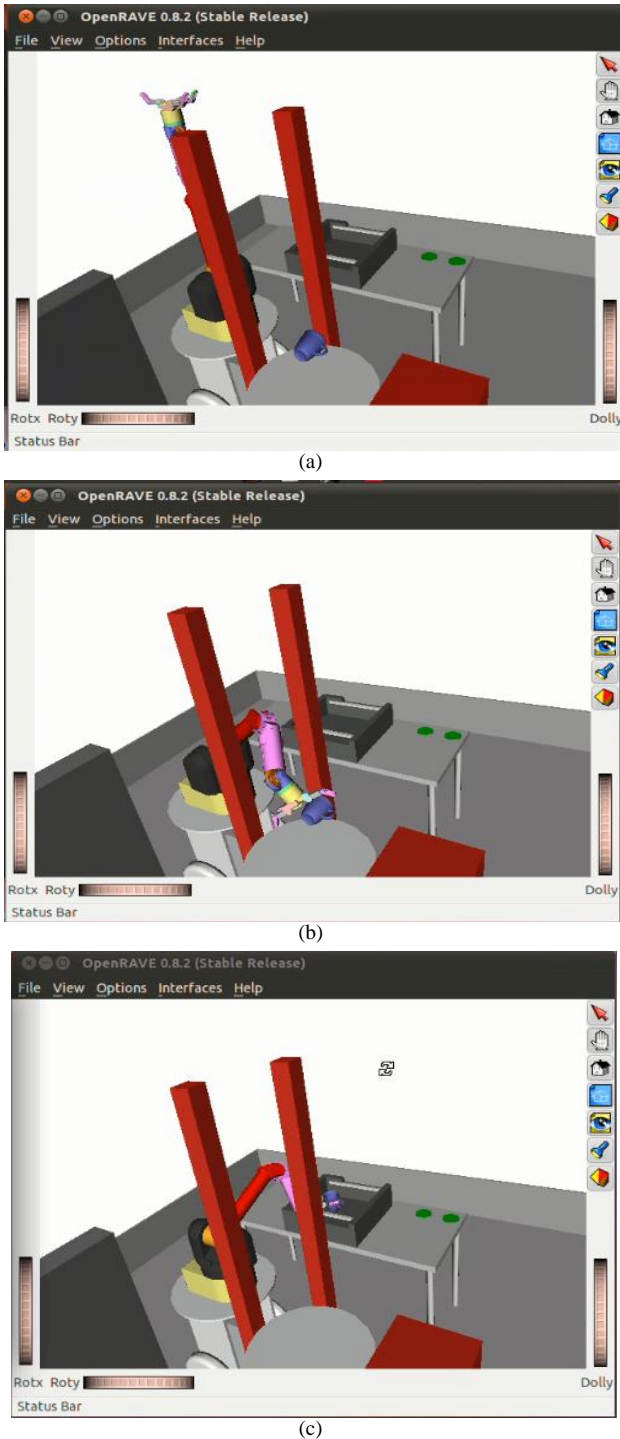 OpenRAVE 0.8.2 (Stable Release)
File View Options Interfaces Help
Rotx Roty Dolly
Status Bar
(a)
OpenRAVE 0.8.2 (Stable Release)
File View Options Interfaces Help
Rotx Roty Dolly
Status Bar
(b)
OpenRAVE 0.8.2 (Stable Release)
File View Options Interfaces Help
Rotx Roty Dolly
Status Bar
(c)